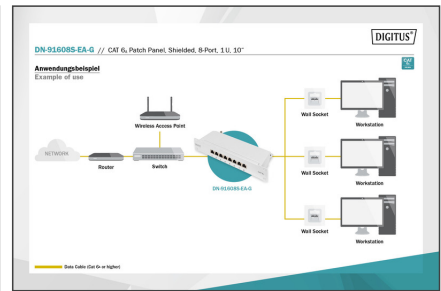 DIGITUS®
DN-91608S-EA-G // CAT 6A Patch Panel, Shielded, 8-Port, 1 U, 10"
CAT
6A
Anwendungsbeispiel
Example of use
Wireless Access Point
Wall Socket
Workstation
NETWORK
Router
Switch
DN-91608S-EA-G
Wall Socket
Workstation
Wall Socket
Workstation
Data Cable (Cat 6A or higher)